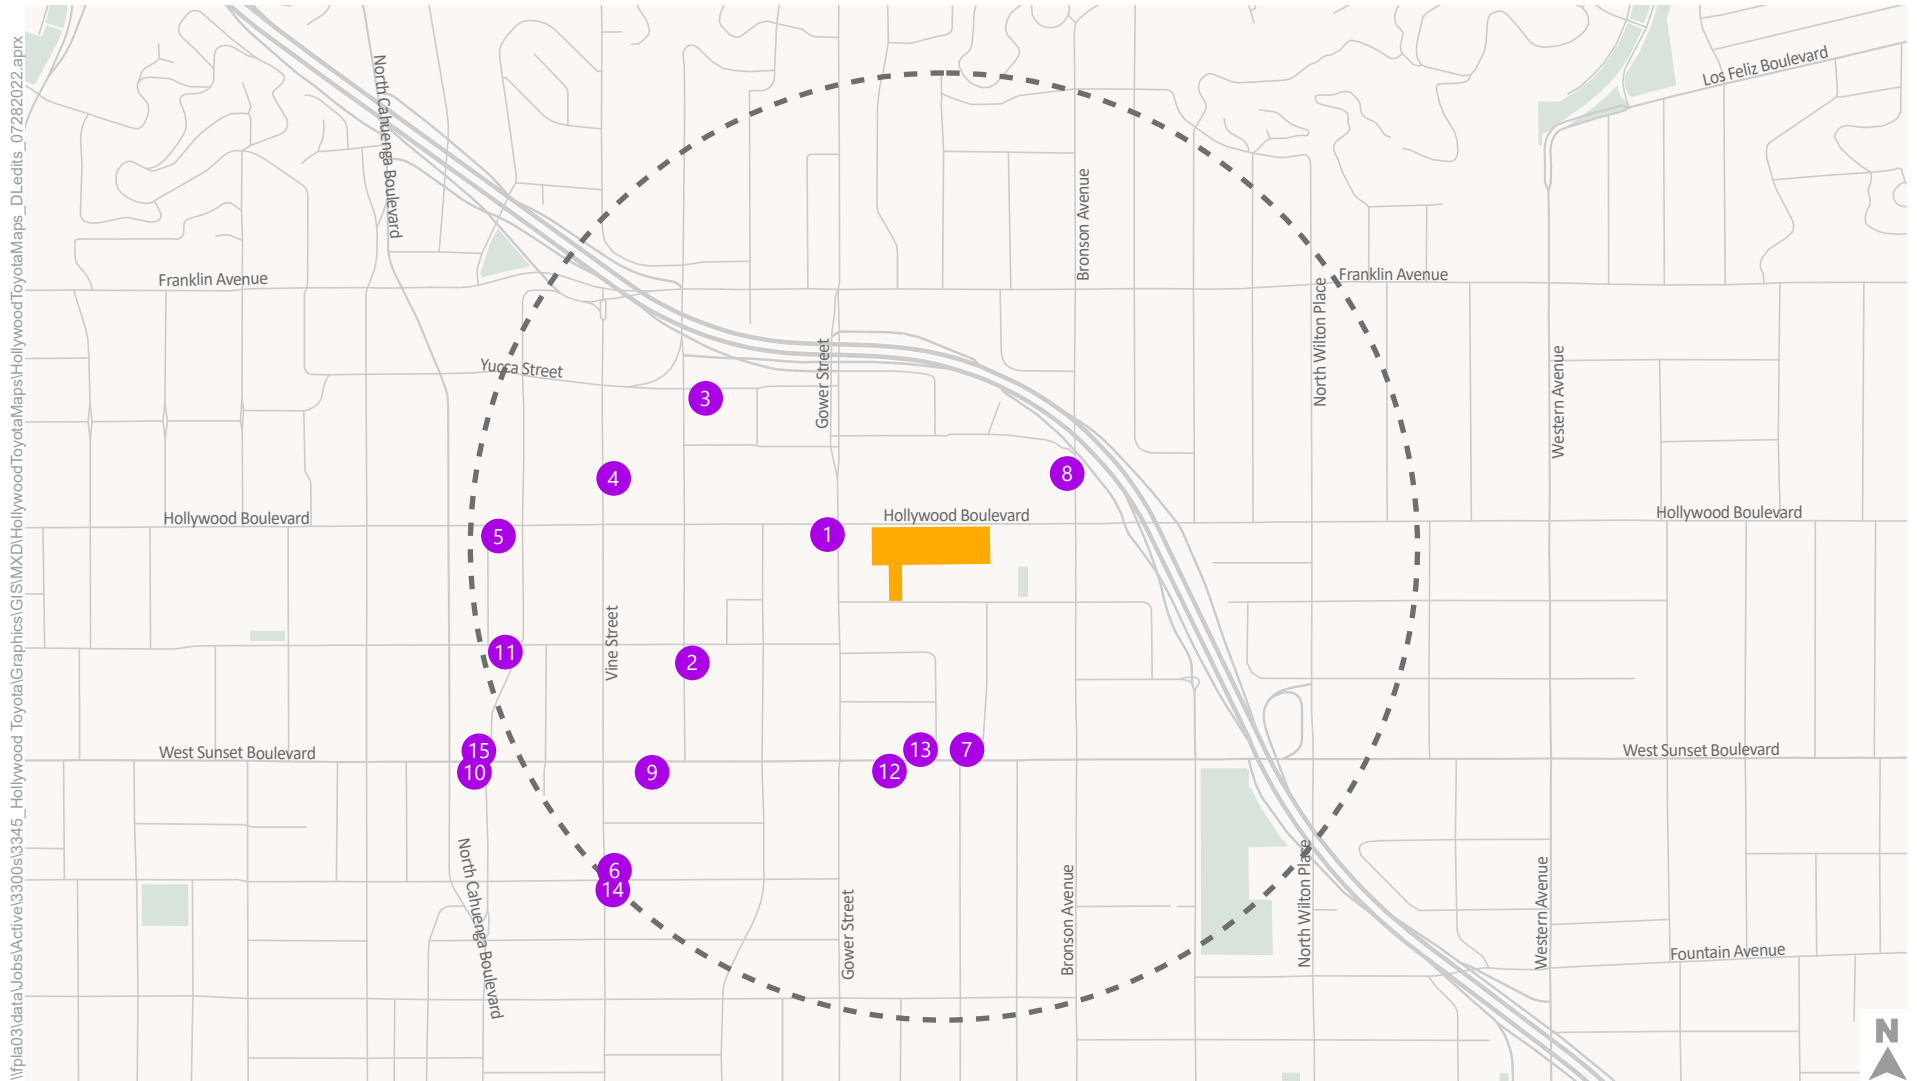 \\fpla03\data\Jobs\Active\3300s\3345_Hollywood Toyota\Graphics\GIS\MXD\HollywoodToyotaMaps\HollywoodToyotaMaps_DLedits_07282022.aprx
North Cahuenga Boulevard
Los Feliz Boulevard
Bronson Avenue
Franklin Avenue
Franklin Avenue
North Wilton Place
Yucca Street
Gower Street
Western Avenue
3
4
8
Hollywood Boulevard
Hollywood Boulevard
Hollywood Boulevard
5
1
Vine Street
11
2
West Sunset Boulevard
West Sunset Boulevard
15
13
7
10
9
12
6
14
North Cahuenga Boulevard
Gower Street
Bronson Avenue
North Wilton Place
Western Avenue
Fountain Avenue
N